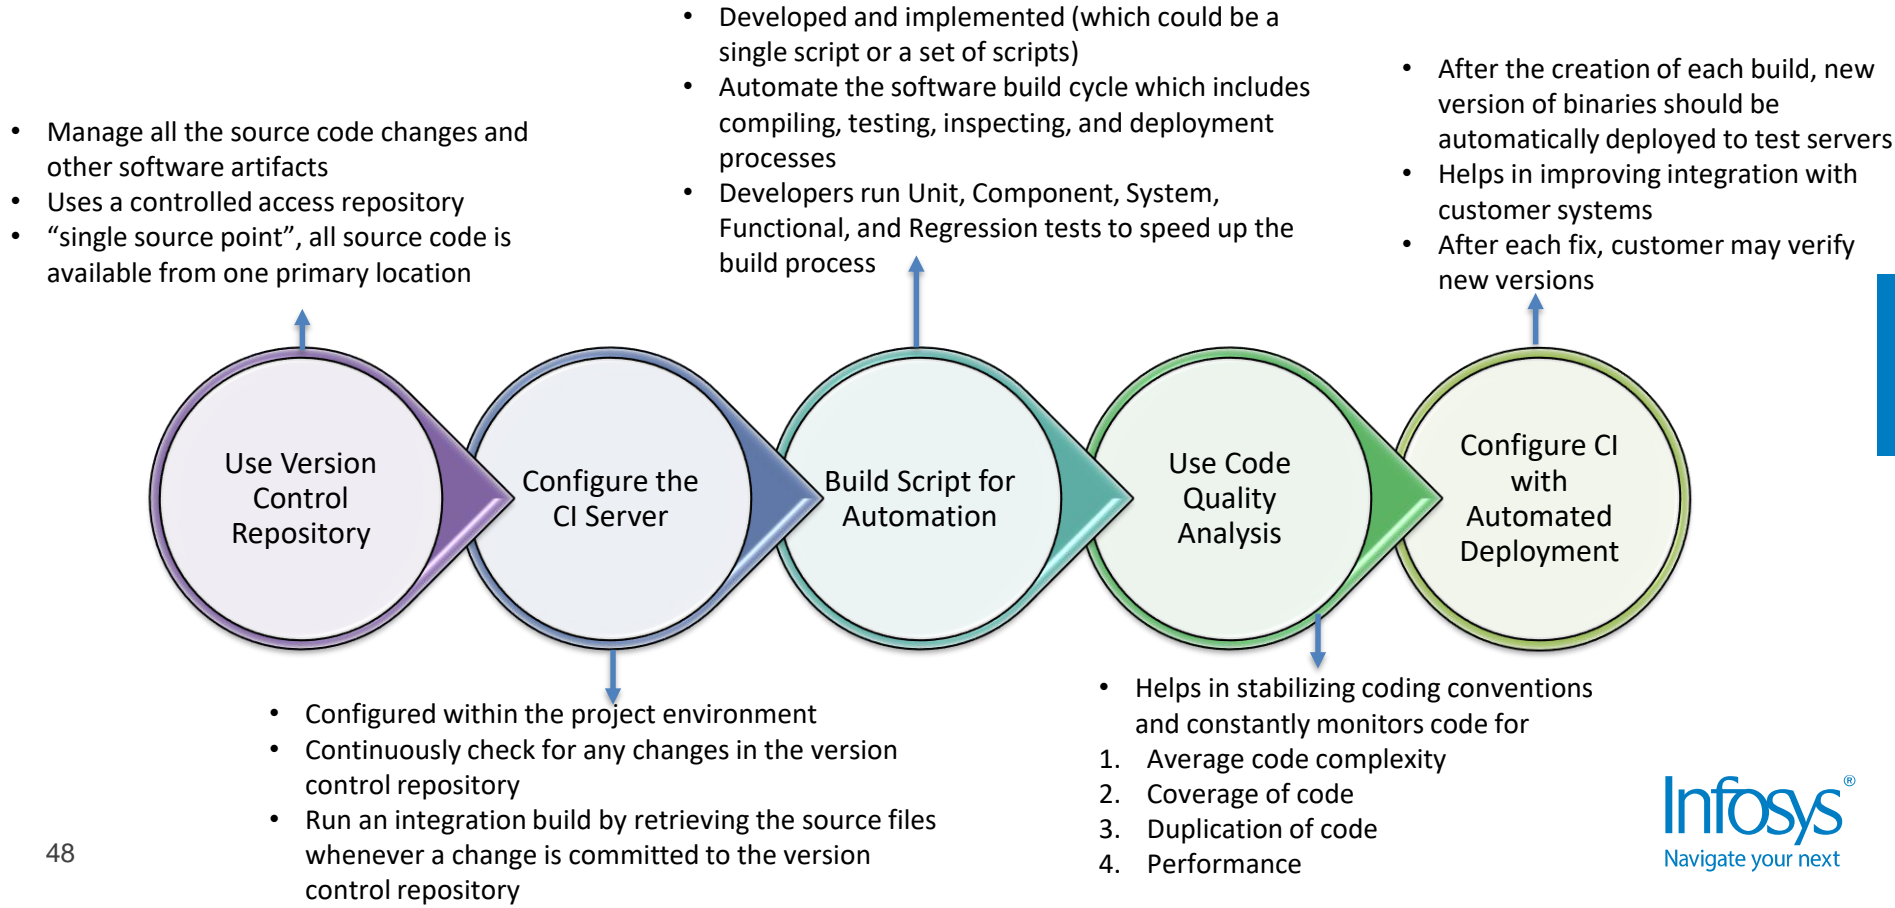 • Manage all the source code changes and
other software artifacts
• Uses a controlled access repository
• “single source point”, all source code is
available from one primary location
• Developed and implemented (which could be a
single script or a set of scripts)
• Automate the software build cycle which includes
compiling, testing, inspecting, and deployment
processes
• Developers run Unit, Component, System,
Functional, and Regression tests to speed up the
build process
• After the creation of each build, new
version of binaries should be
automatically deployed to test servers
• Helps in improving integration with
customer systems
• After each fix, customer may verify
new versions
Use Version
Control
Repository
Configure the
CI Server
Build Script for
Automation
Use Code
Quality
Analysis
Configure CI
with
Automated
Deployment
• Configured within the project environment
• Continuously check for any changes in the version
control repository
• Run an integration build by retrieving the source files
whenever a change is committed to the version
control repository
• Helps in stabilizing coding conventions
and constantly monitors code for
1. Average code complexity
2. Coverage of code
3. Duplication of code
4. Performance
48
Infosys®
Navigate your next